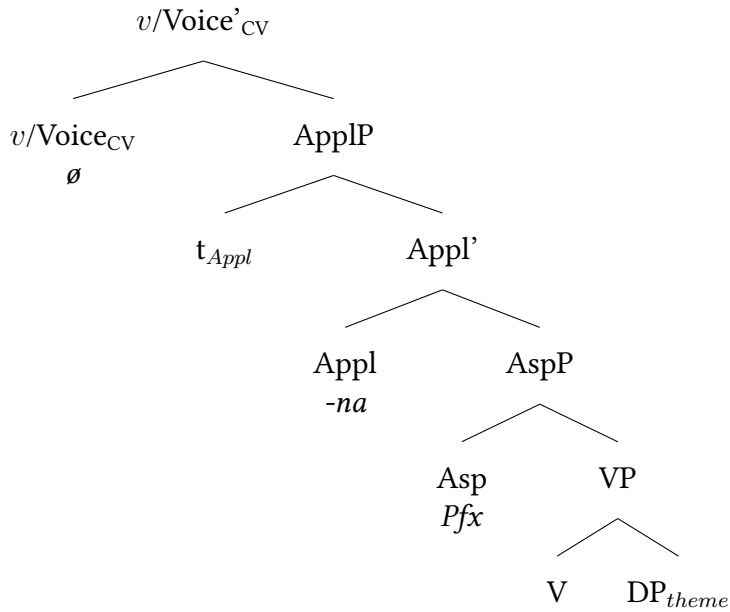 v/Voice’CV
v/VoiceCV ApplP
ø
tAppl Appl’
Appl AspP
-na
Asp VP
Pfx
V DPtheme